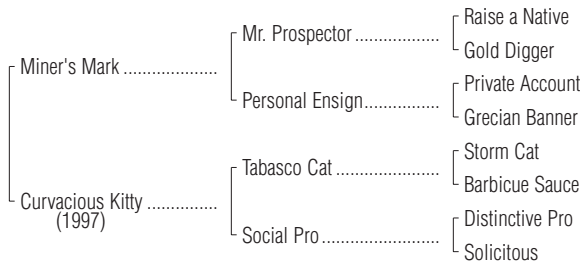 Raise a Native
Mr. Prospector ..................
Gold Digger
Miner's Mark ....................
Private Account
Personal Ensign................
Grecian Banner
Storm Cat
Tabasco Cat ......................
Barbicue Sauce
Curvacious Kitty ...............
(1997)
Distinctive Pro
Social Pro.........................
Solicitous